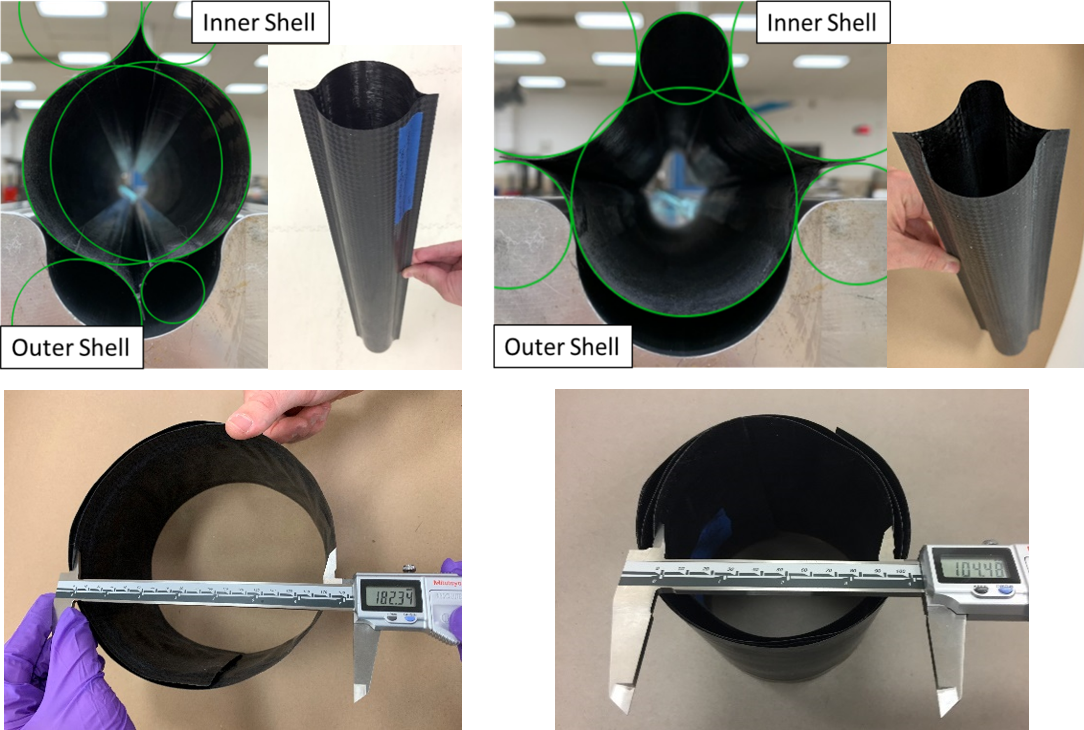 Inner Shell
Inner Shell
Outer Shell
Outer Shell
182.34
Mitutoyo
104.48